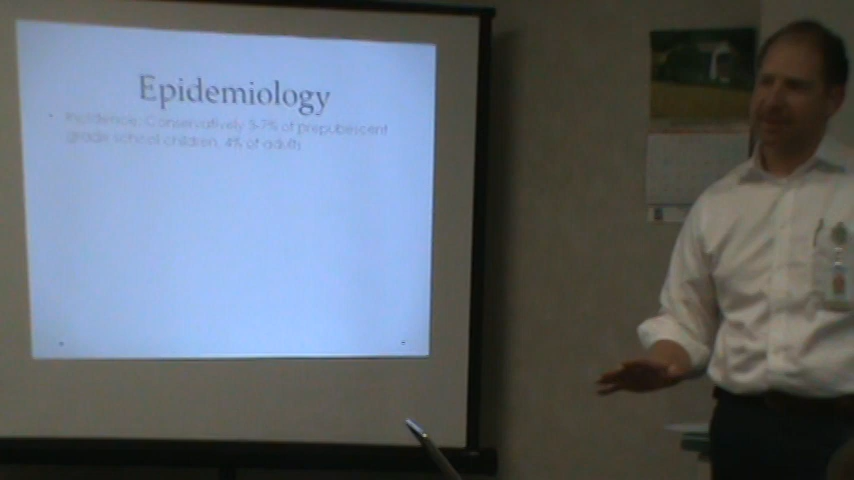 Epidemiology
• Incidence: Conservatively 5-7% of prepubescent
grade school children, 4% of adults